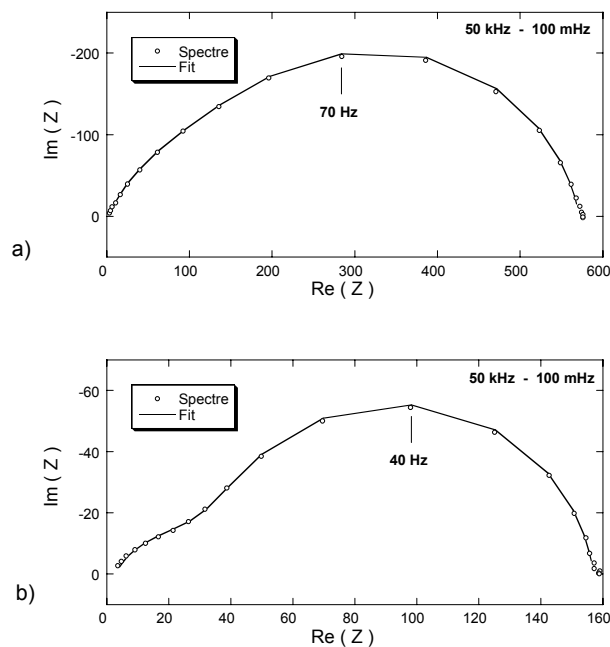 50 kHz - 100 mHz
Spectre
Fit
-200
-100
0
Im ( Z )
70 Hz
0 100 200 300 400 500 600
Re ( Z )
a)
50 kHz - 100 mHz
Spectre
Fit
-60
-40
-20
0
Im ( Z )
40 Hz
0 20 40 60 80 100 120 140 160
Re ( Z )
b)